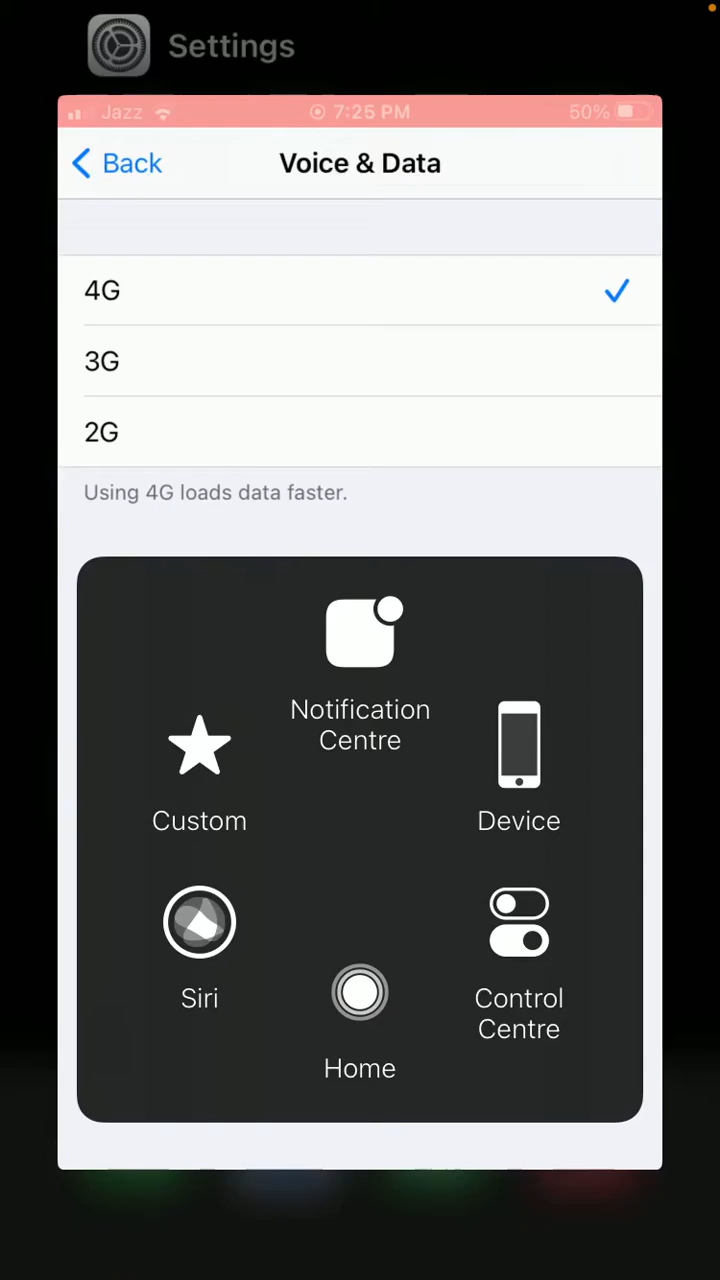 Settings
Jazz 7:25 PM 50%
Back Voice & Data
4G
3G
2G
Using 4G loads data faster.
Notification
Centre
Custom Device
Siri Control
Centre
Home